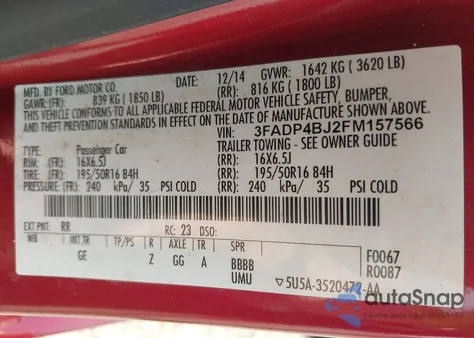 MFD. BY FORD MOTOR CO.
DATE: 12/14 GVWR: 1642 KG ( 3620 LB)
GAWR: (FR): 839 KG ( 1850 LB) (RR): 816 KG ( 1800 LB)
THIS VEHICLE CONFORMS TO ALL APPLICABLE FEDERAL MOTOR VEHICLE SAFETY, BUMPER,
AND THEFT PREVENTION STANDARDS IN EFFECT ON THE DATE OF MANUFACTURE SHOWN ABOVE.
VIN: 3FADP4BJ2FM157566
TYPE: Passenger Car TRAILER TOWING - SEE OWNER GUIDE
RIM: (FR): 16X6.5J (RR): 16X6.5J
TIRE: (FR): 195/50R16 84H (RR): 195/50R16 84H
PRESSURE: (FR): 240 kPa/ 35 PSI COLD (RR): 240 kPa/ 35 PSI COLD
EXT PNT: RR RC: 23 DSO:
WB INT TR TP/PS R AXLE TR SPR
GE Z GG A BBBB
UMU
F0067
R0087
▽5U5A-3520472-AA
autoSnap